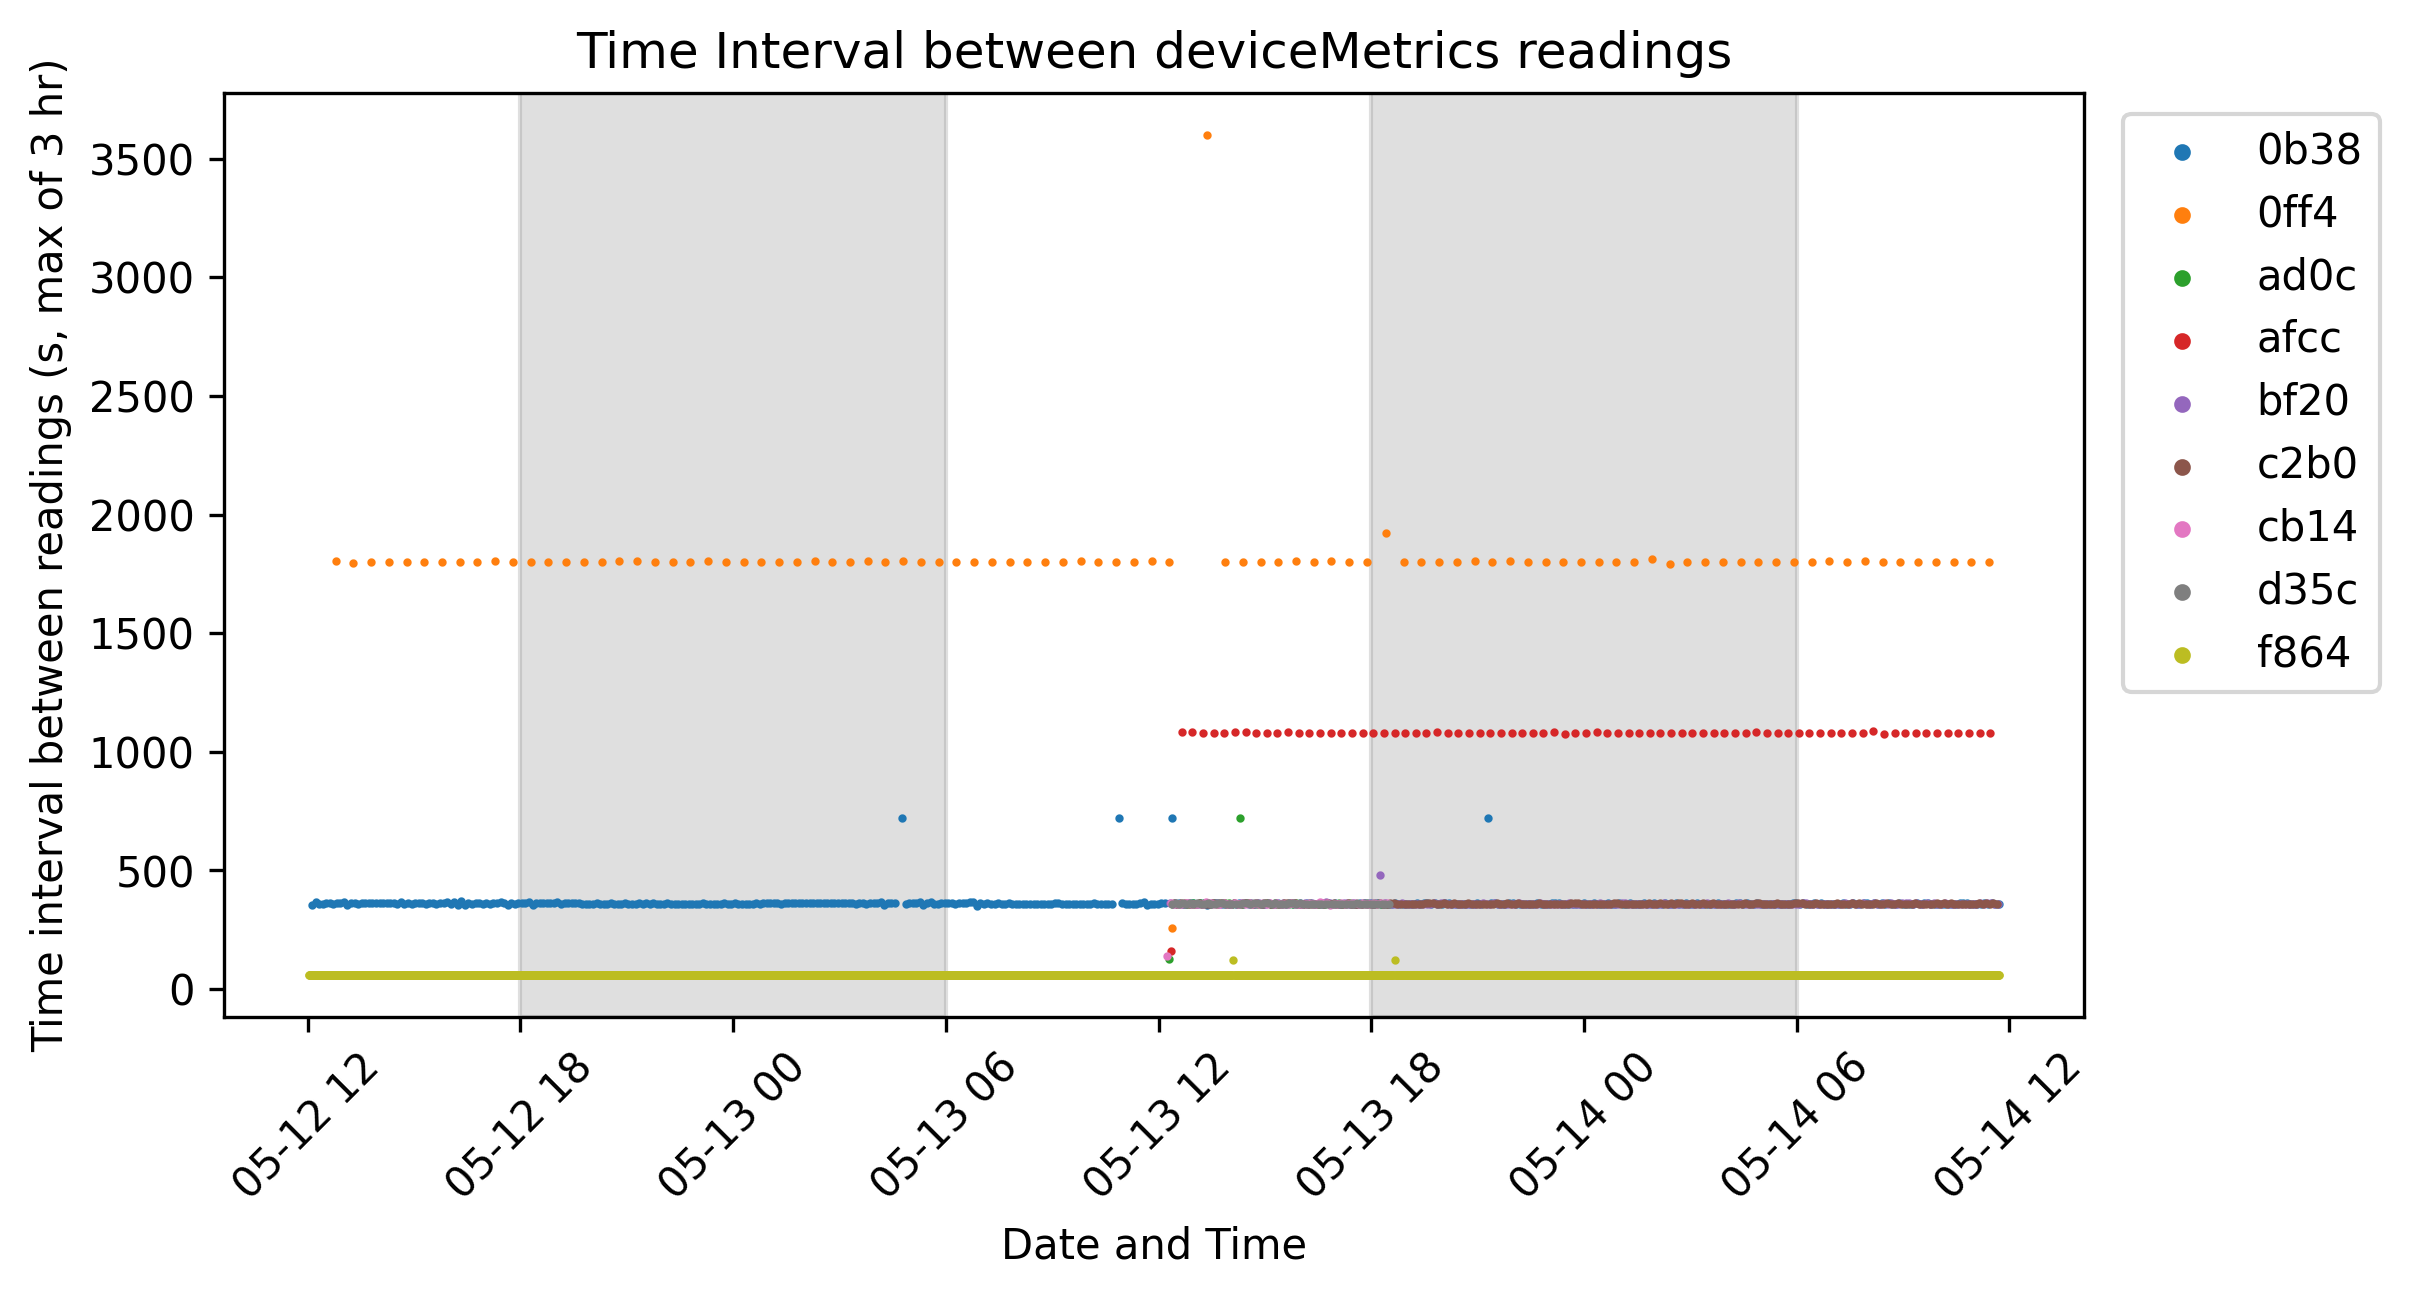 Time Interval between deviceMetrics readings
Time interval between readings (s, max of 3 hr)
3500
3000
2500
2000
1500
1000
500
0
05-12 12
05-12 18
05-13 00
05-13 06
05-13 12
05-13 18
05-14 00
05-14 06
05-14 12
Date and Time
0b38
0ff4
ad0c
afcc
bf20
c2b0
cb14
d35c
f864